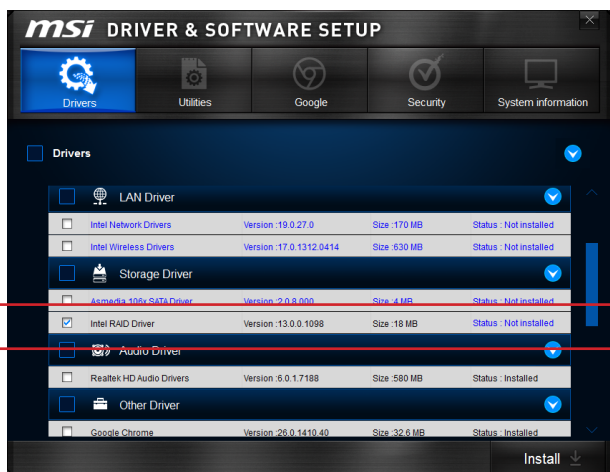 msi DRIVER & SOFTWARE SETUP
Drivers Utilities Google Security System information
Drivers
LAN Driver
Intel Network Drivers Version :19.0.27.0 Size :170 MB Status : Not installed
Intel Wireless Drivers Version :17.0.1312.0414 Size :630 MB Status : Not installed
Storage Driver
Asmedia 106x SATA Driver Version :2.0.8.000 Size :4 MB Status : Not installed
Intel RAID Driver Version :13.0.0.1098 Size :18 MB Status : Not installed
Audio Driver
Realtek HD Audio Drivers Version :6.0.1.7188 Size :580 MB Status : Installed
Other Driver
Google Chrome Version :26.0.1410.40 Size :32.6 MB Status : Installed
Install